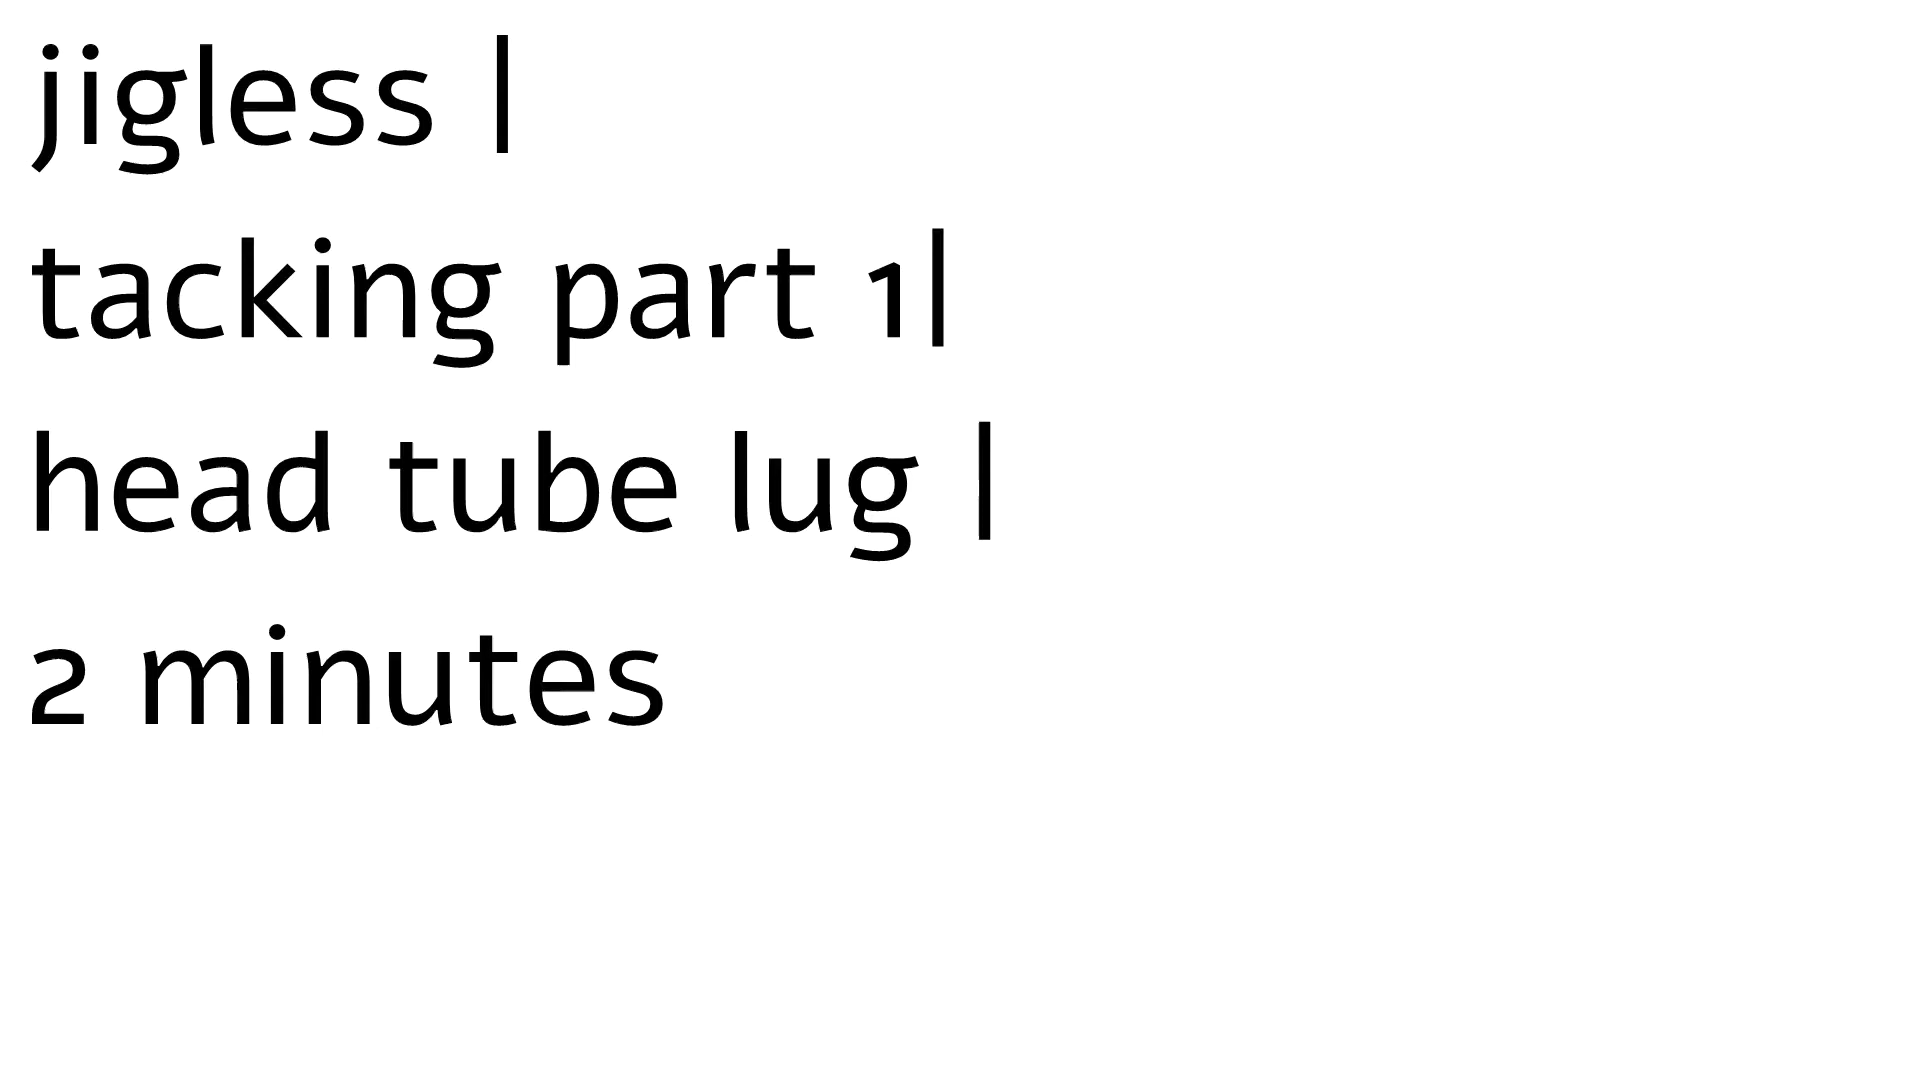 jigless |
tacking part 1|
head tube lug |
2 minutes